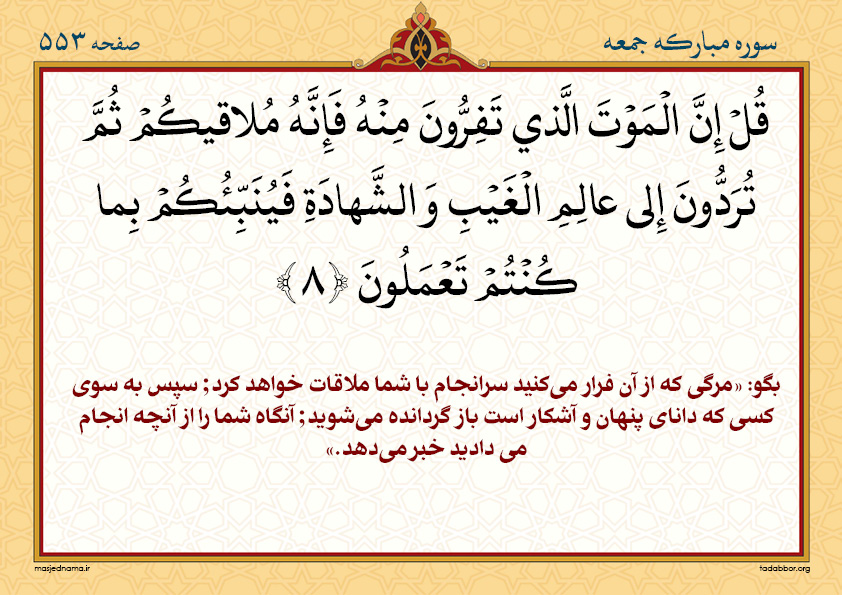 سوره مبارکه جمعه
صفحه ۵۵۳
قُلْ إِنَّ الْمَوْتَ الَّذي تَفِرُّونَ مِنْهُ فَإِنَّهُ مُلاقيكُمْ ثُمَّ
تُرَدُّونَ إِلى عالِمِ الْغَيْبِ وَ الشَّهادَةِ فَيُنَبِّئُكُمْ بِما
كُنْتُمْ تَعْمَلُونَ ﴿۸﴾
بگو: «مرگی که از آن فرار می‌کنید سرانجام با شما ملاقات خواهد کرد; سپس به سوی
کسی که دانای پنهان و آشکار است باز گردانده می‌شوید; آنگاه شما را از آنچه انجام
می دادید خبر می‌دهد.»
masjednama.ir
tadabbor.org